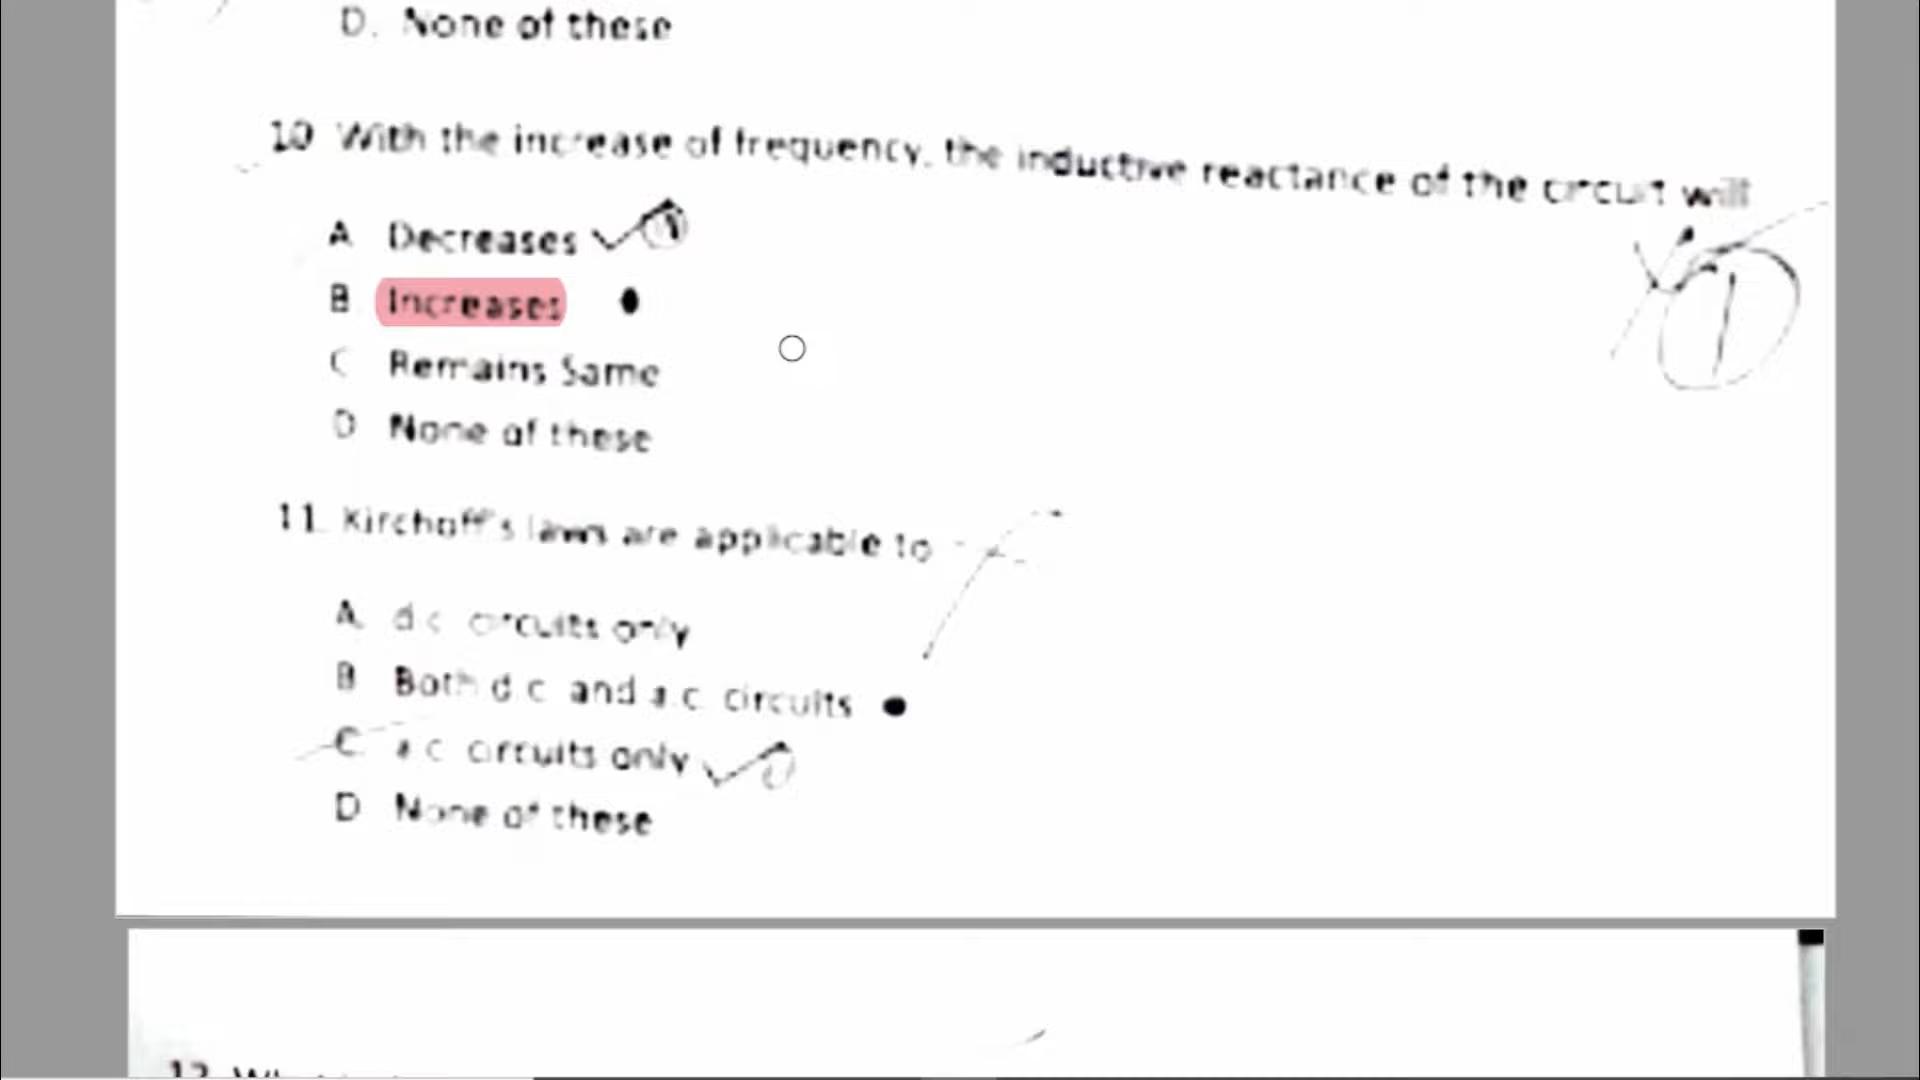 D. None of these
10 With the increase of frequency, the inductive reactance of the circuit will
A Decreases
B Increases
C Remains Same
D None of these
11. Kirchoff's laws are applicable to
A. d c circuits only
B Both d.c. and a.c. circuits
C a c circuits only
D None of these